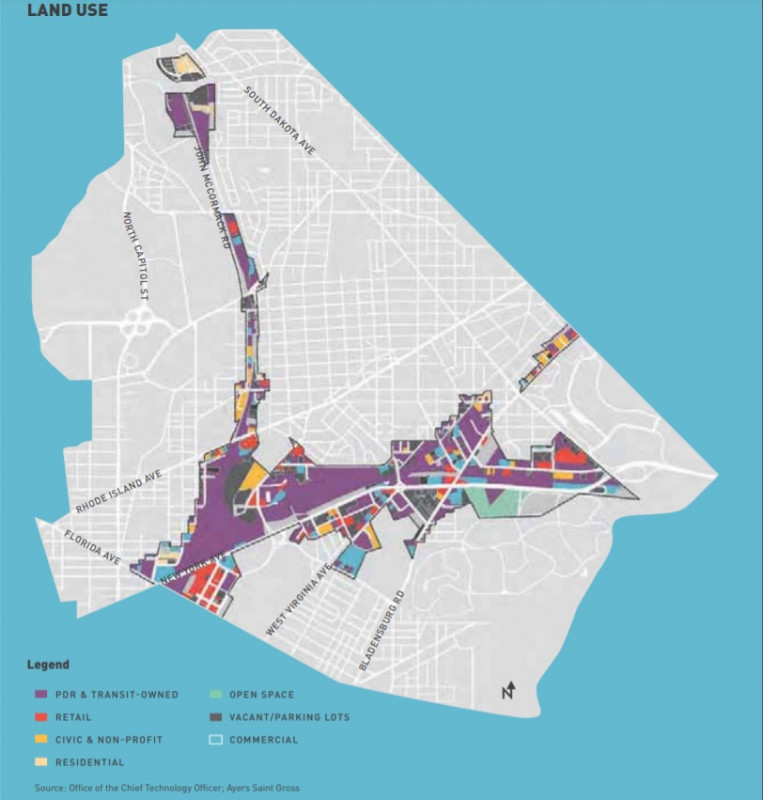 LAND USE
SOUTH DAKOTA AVE
JOHN MCCORMACK RD
NORTH CAPITOL ST
RHODE ISLAND AVE
FLORIDA AVE
NEW YORK AVE
WEST VIRGINIA AVE
BLADENSBURG RD
N
Legend
PDR & TRANSIT-OWNED
RETAIL
CIVIC & NON-PROFIT
RESIDENTIAL
OPEN SPACE
VACANT/PARKING LOTS
COMMERCIAL
Source: Office of the Chief Technology Officer; Ayers Saint Gross